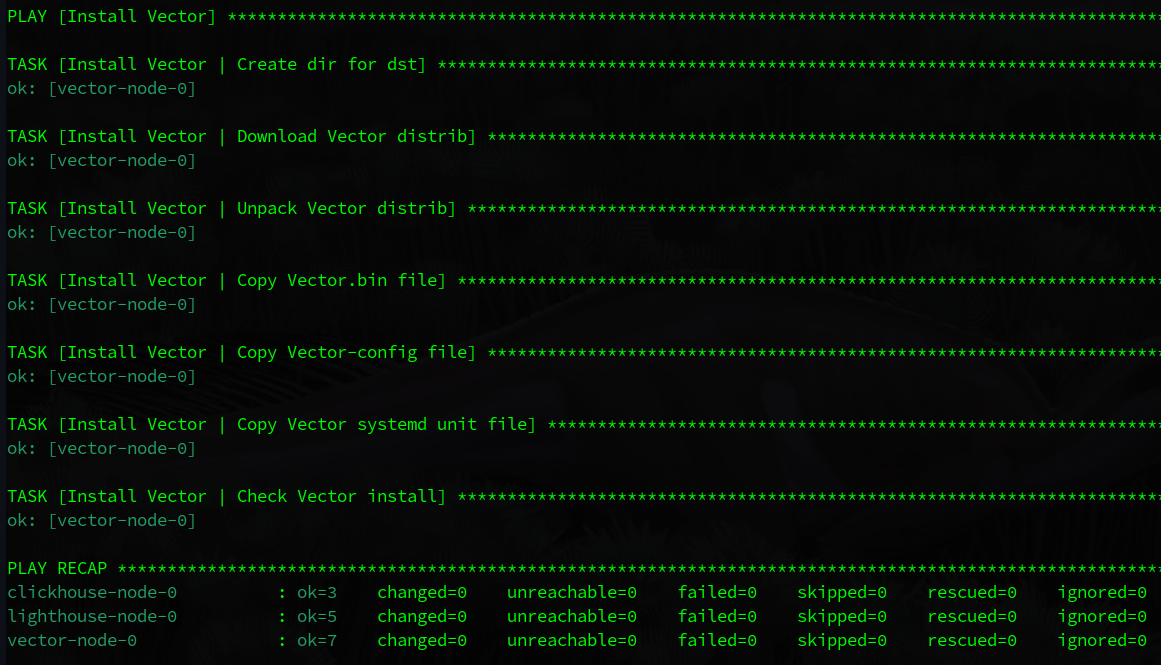 PLAY [Install Vector] *********************************************************************************************
TASK [Install Vector | Create dir for dst] ************************************************************************
ok: [vector-node-0]
TASK [Install Vector | Download Vector distrib] *******************************************************************
ok: [vector-node-0]
TASK [Install Vector | Unpack Vector distrib] *********************************************************************
ok: [vector-node-0]
TASK [Install Vector | Copy Vector.bin file] **********************************************************************
ok: [vector-node-0]
TASK [Install Vector | Copy Vector-config file] *******************************************************************
ok: [vector-node-0]
TASK [Install Vector | Copy Vector systemd unit file] *************************************************************
ok: [vector-node-0]
TASK [Install Vector | Check Vector install] **********************************************************************
ok: [vector-node-0]
PLAY RECAP ********************************************************************************************************
clickhouse-node-0          : ok=3    changed=0    unreachable=0    failed=0    skipped=0    rescued=0    ignored=0
lighthouse-node-0          : ok=5    changed=0    unreachable=0    failed=0    skipped=0    rescued=0    ignored=0
vector-node-0              : ok=7    changed=0    unreachable=0    failed=0    skipped=0    rescued=0    ignored=0